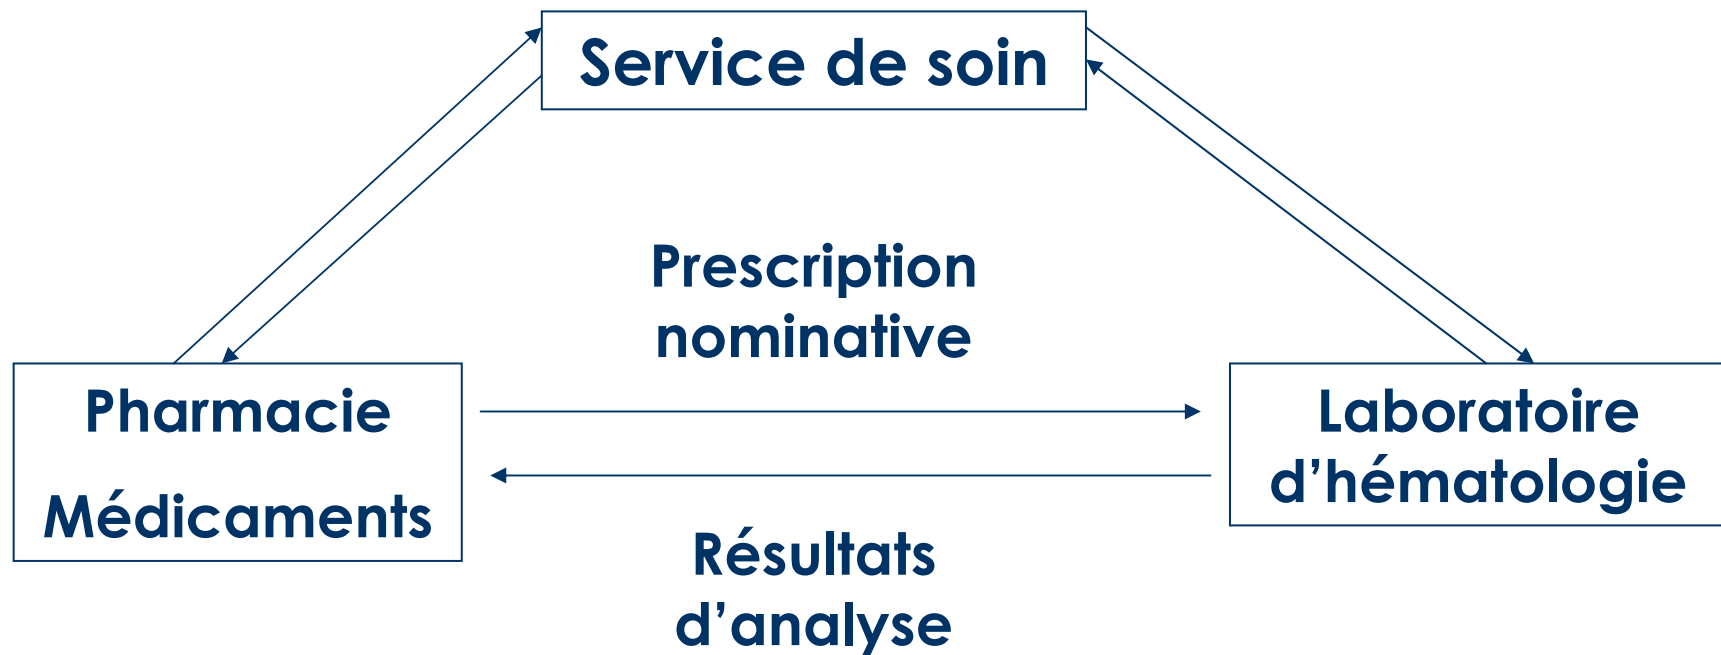 Service de soin
Prescription
nominative
Pharmacie
Médicaments
Laboratoire
d’hématologie
Résultats
d’analyse